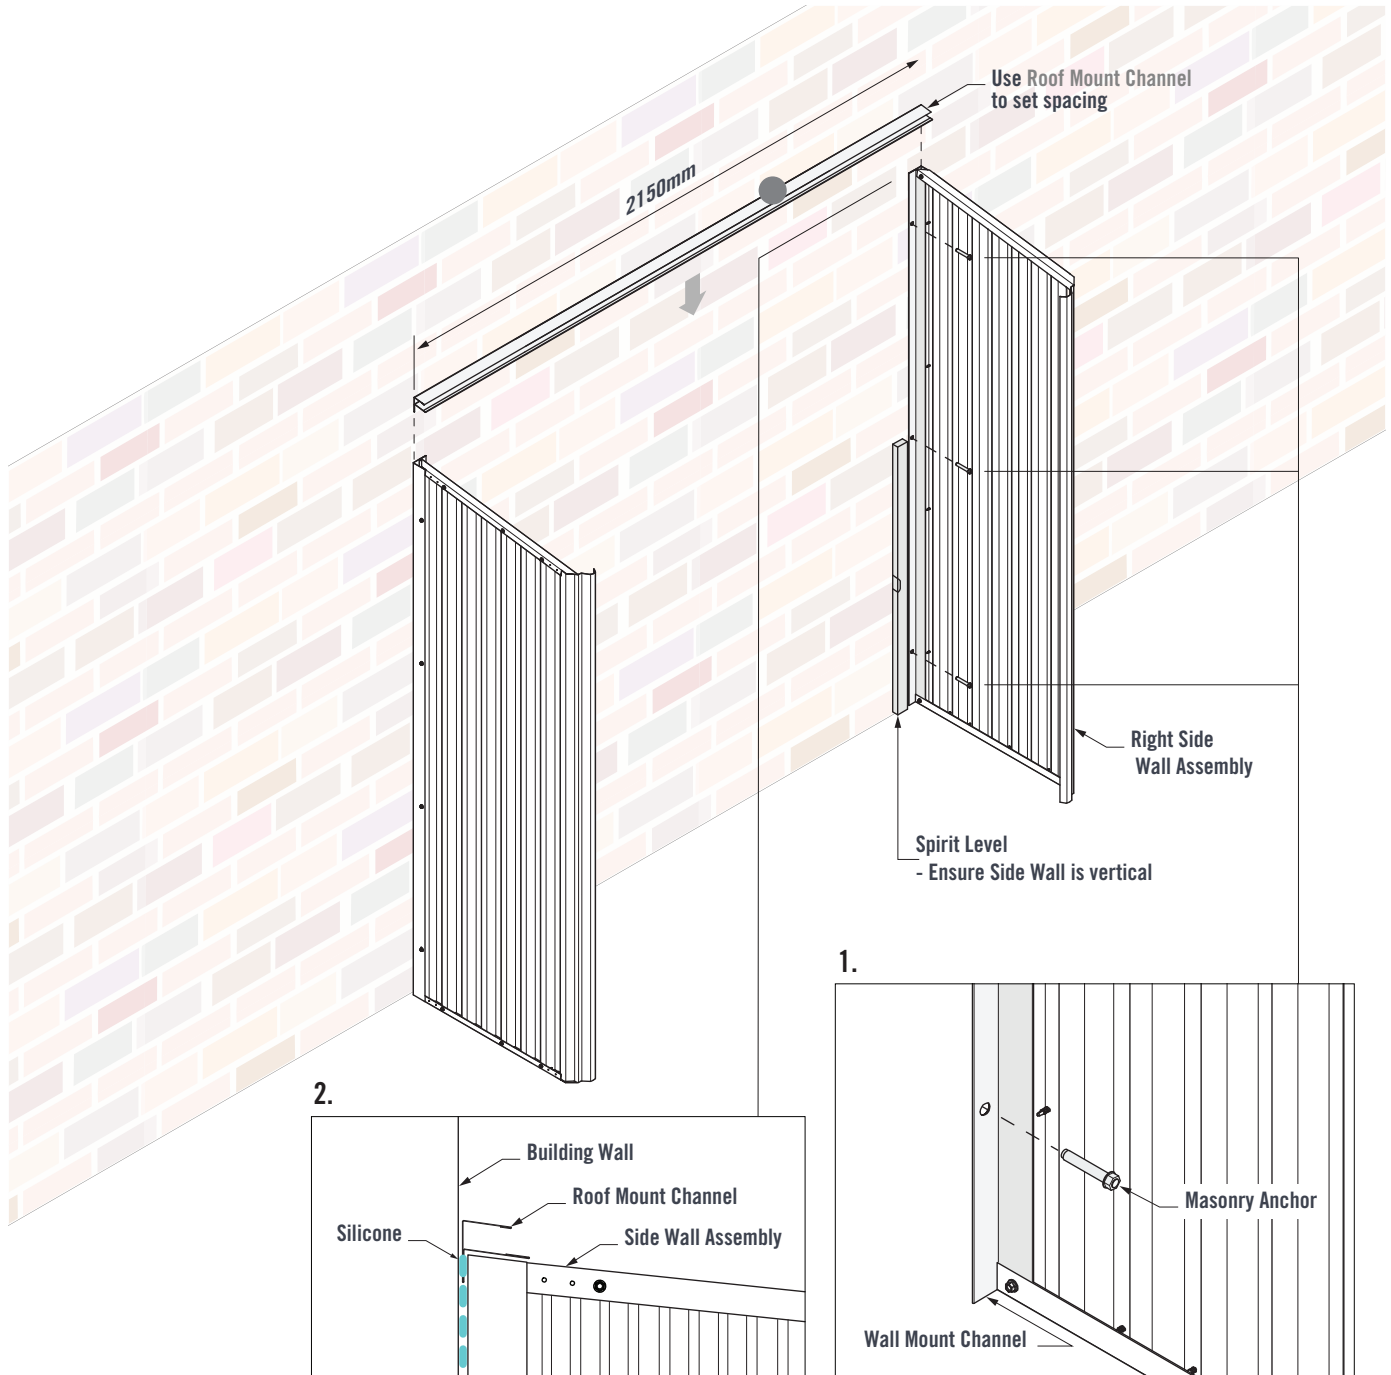 Use Roof Mount Channel
to set spacing
2150mm
Right Side
Wall Assembly
Spirit Level
- Ensure Side Wall is vertical
1.
Masonry Anchor
Wall Mount Channel
2.
Building Wall
Roof Mount Channel
Silicone
Side Wall Assembly